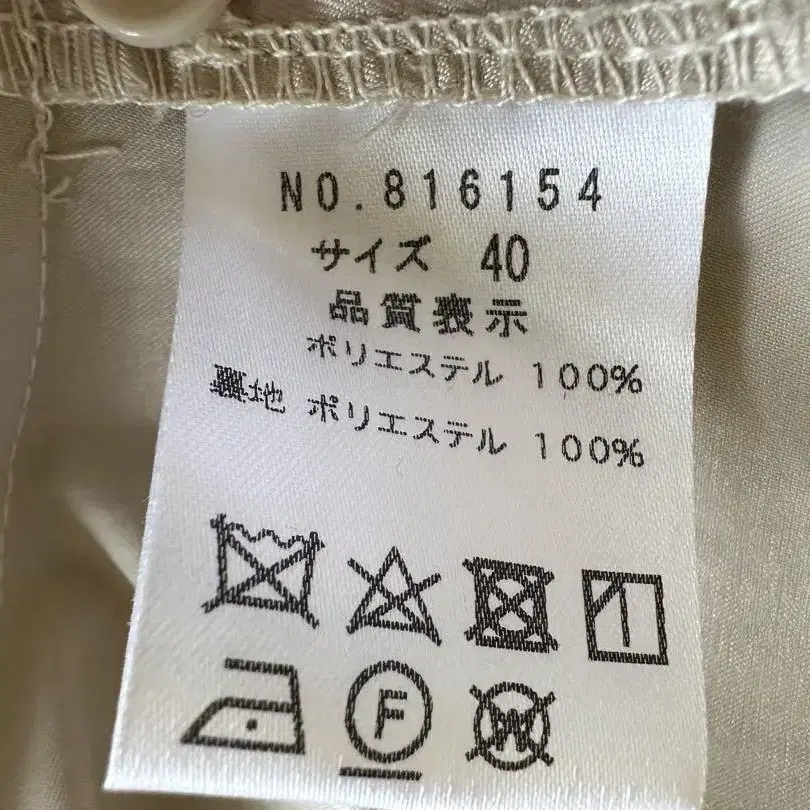 NO.816154
サイズ 40
品質表示
ポリエステル 100%
裏地 ポリエステル 100%
F
W